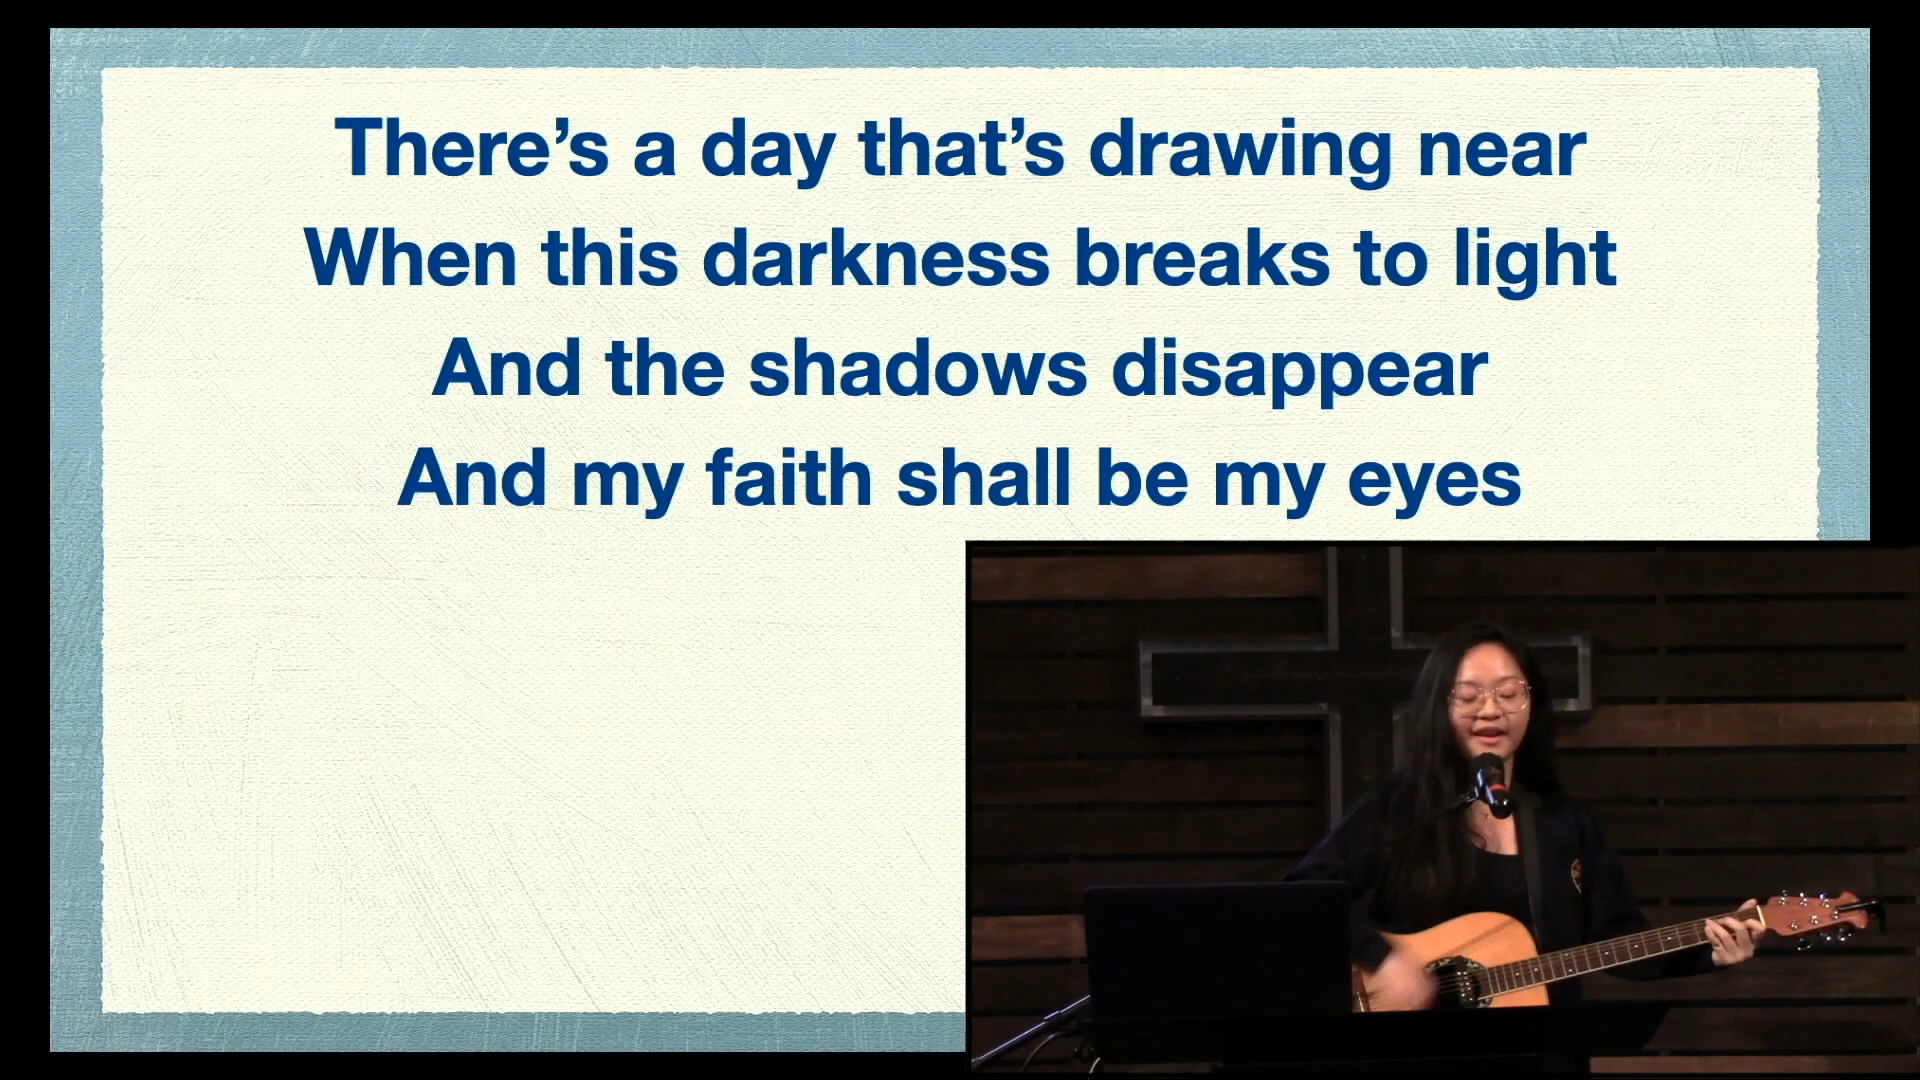 There’s a day that’s drawing near
When this darkness breaks to light
And the shadows disappear
And my faith shall be my eyes